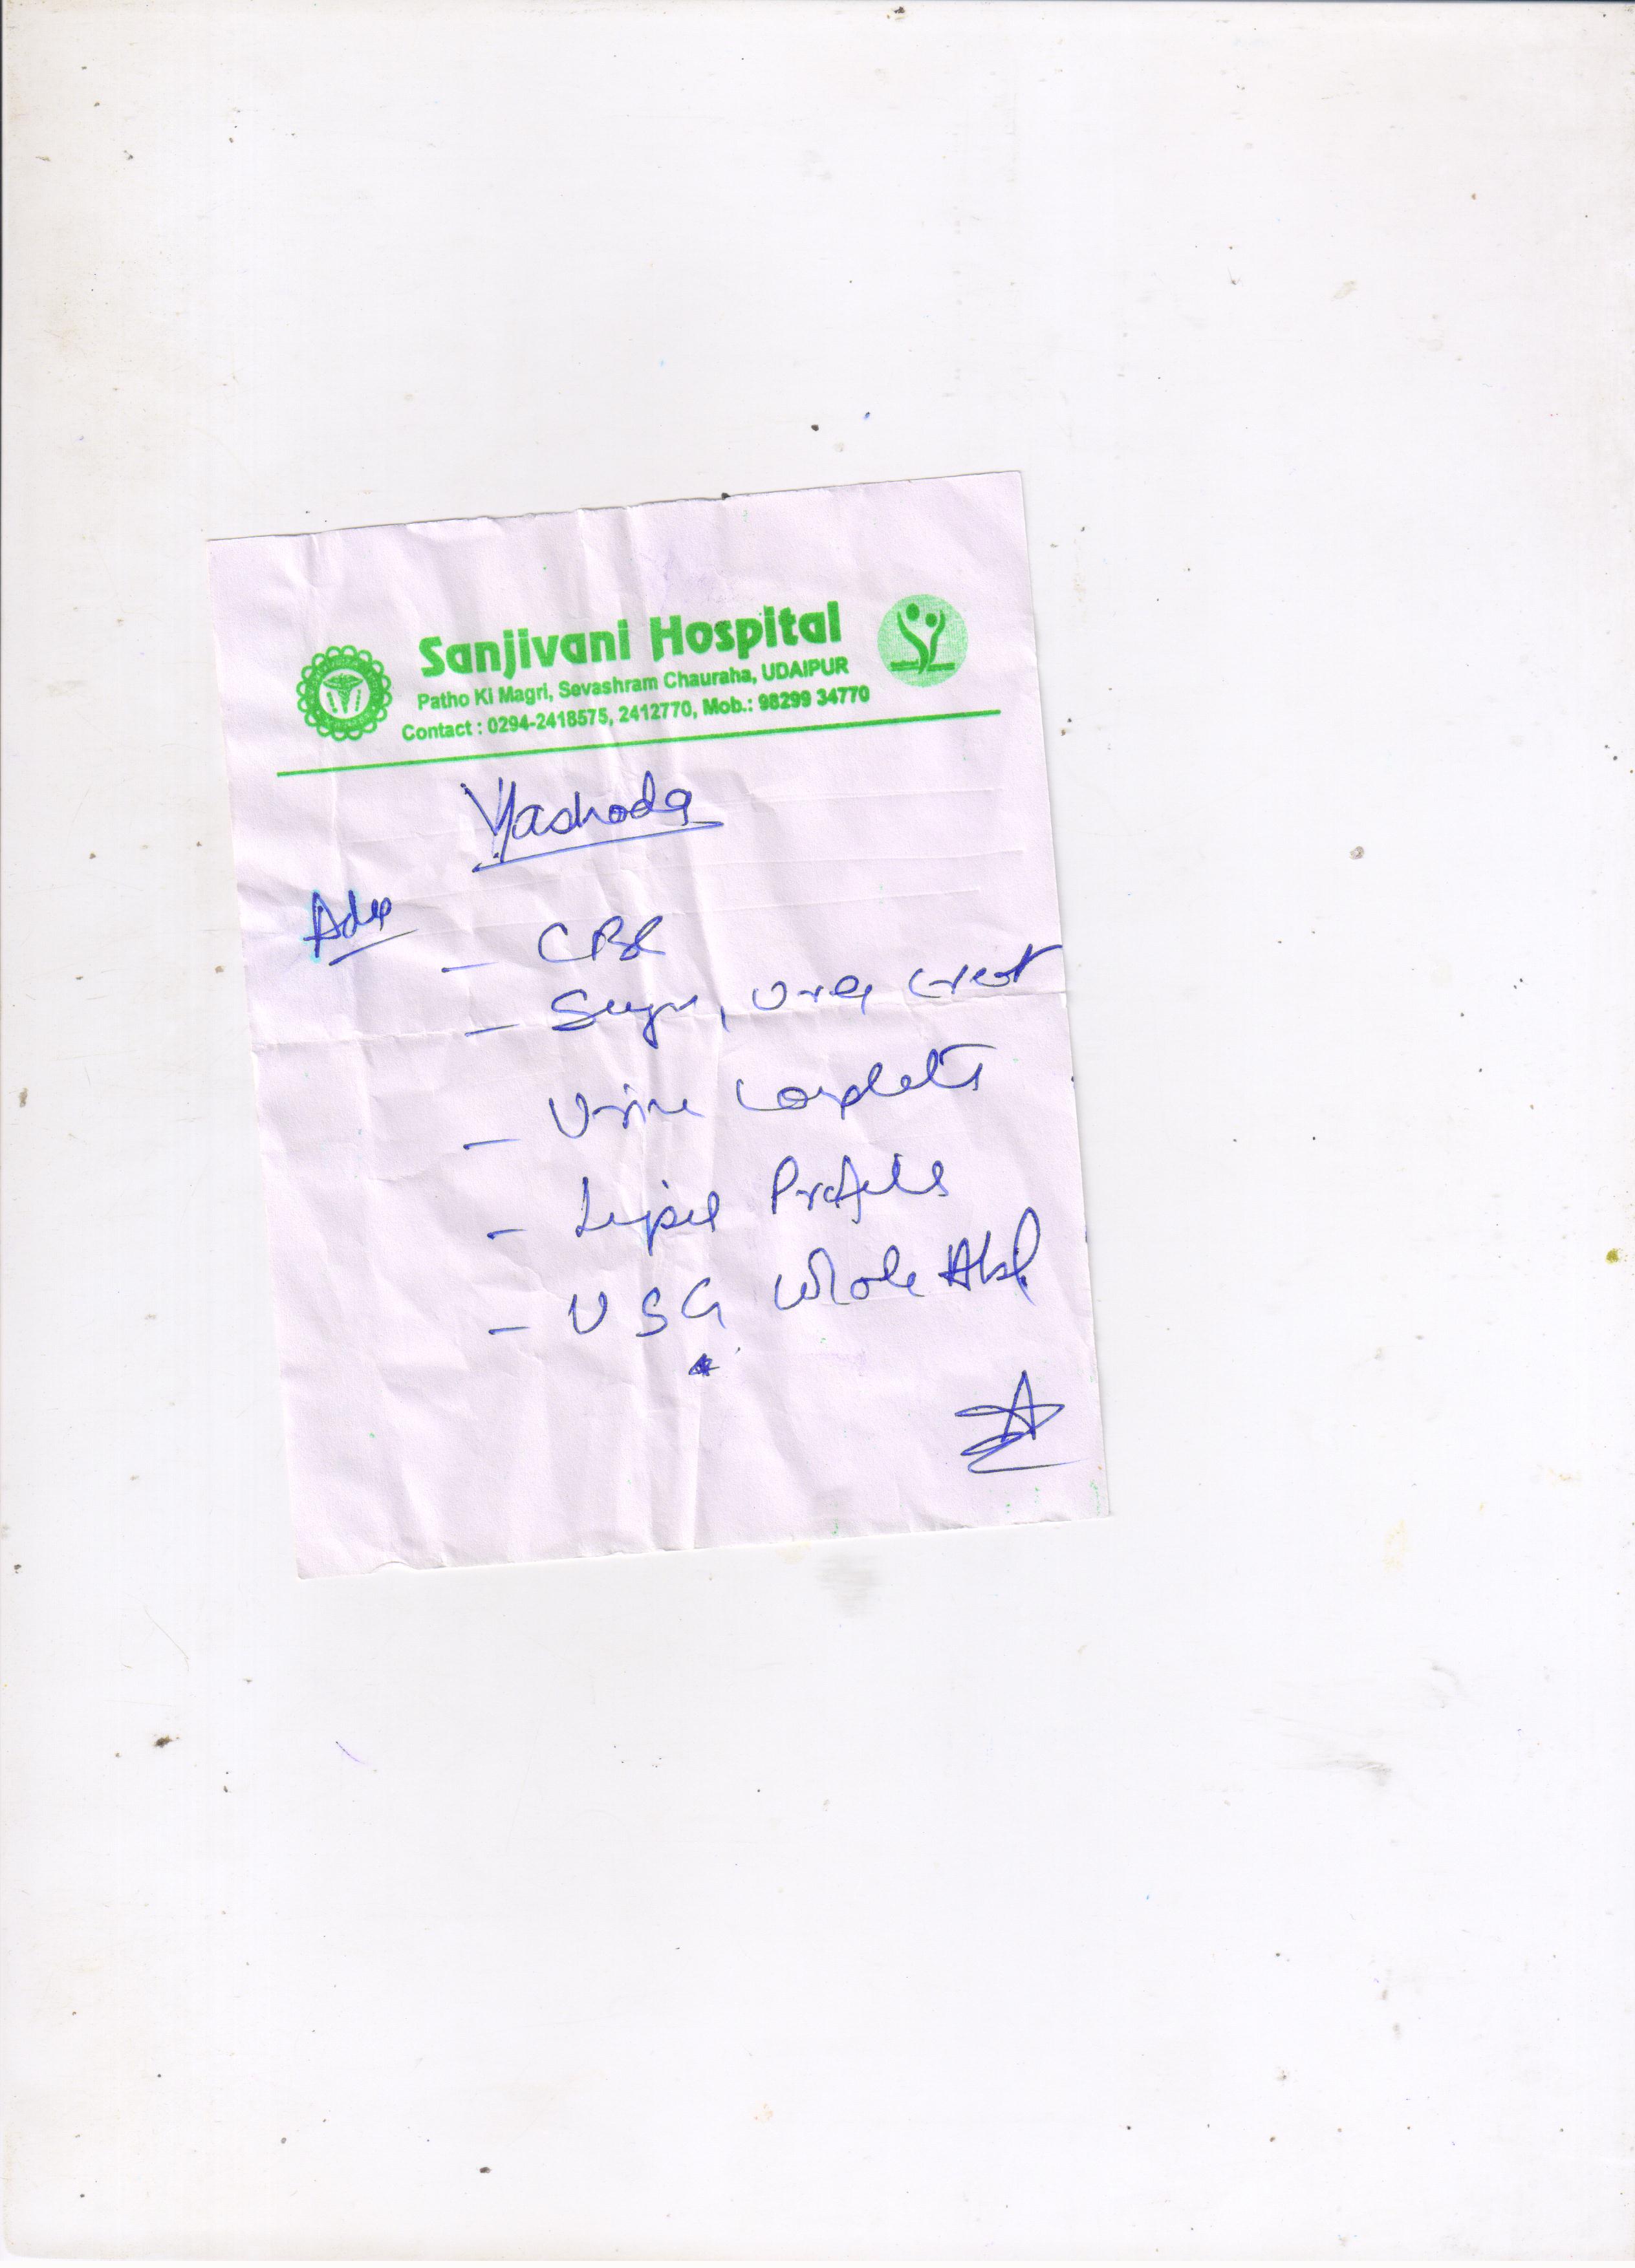 Sanjivani Hospital
Patho Ki Magri, Sevashram Chauraha, UDAIPUR
Contact : 0294-2418575, 2412770, Mob.: 98299 34770
Yashoda
Adv
- CBC
- Sugar, Urea, Creat
- Urine Complete
- Lipid Profile
- USG Whole Abd.